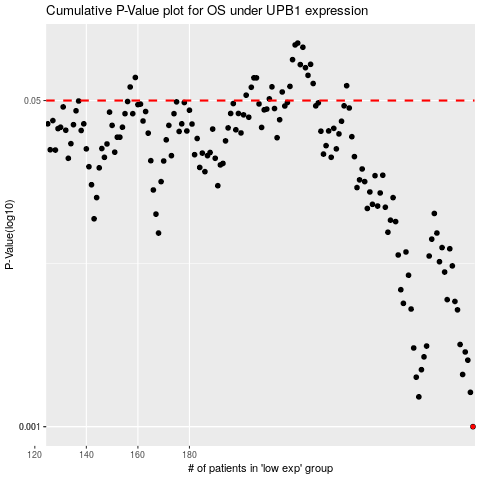 Cumulative P-Value plot for OS under UPB1 expression
0.05
P-Value(log10)
0.001
120 140 160 180
# of patients in 'low exp' group